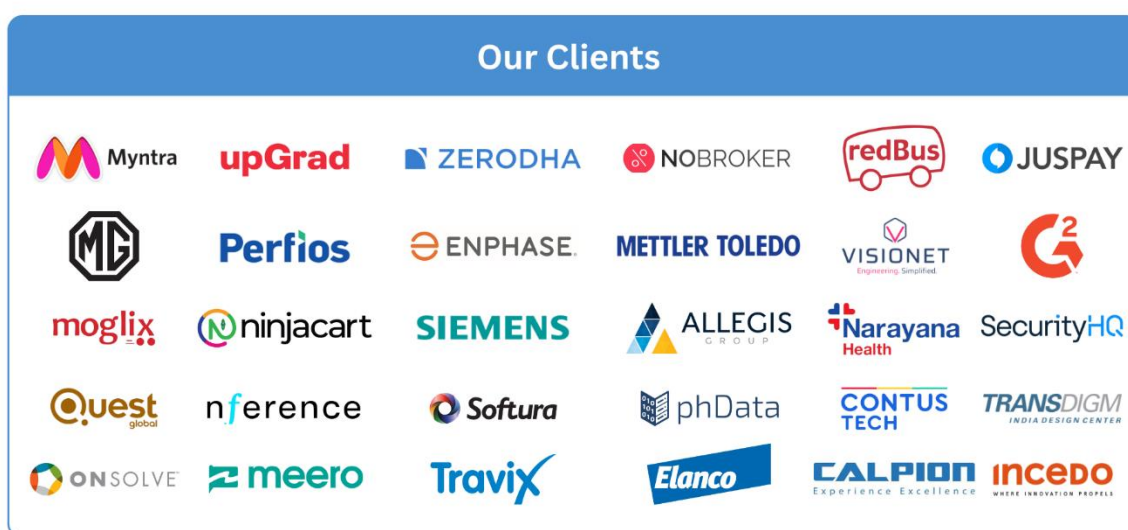 Our Clients
Myntra
upGrad
ZERODHA
NOBROKER
redBus
JUSPAY
MG
Perfios
ENPHASE.
METTLER TOLEDO
VISIONET
Engineering. Simplified.
G2
moglix
N ninjacart
SIEMENS
ALLEGIS
GROUP
Narayana
Health
SecurityHQ
Quest
global
nference
Softura
phData
CONTUS
TECH
TRANSDIGM
INDIA DESIGN CENTER
ONSOLVE
meero
Travix
Elanco
CALPION
Experience Excellence
INCEDO
WHERE INNOVATION PROPELS